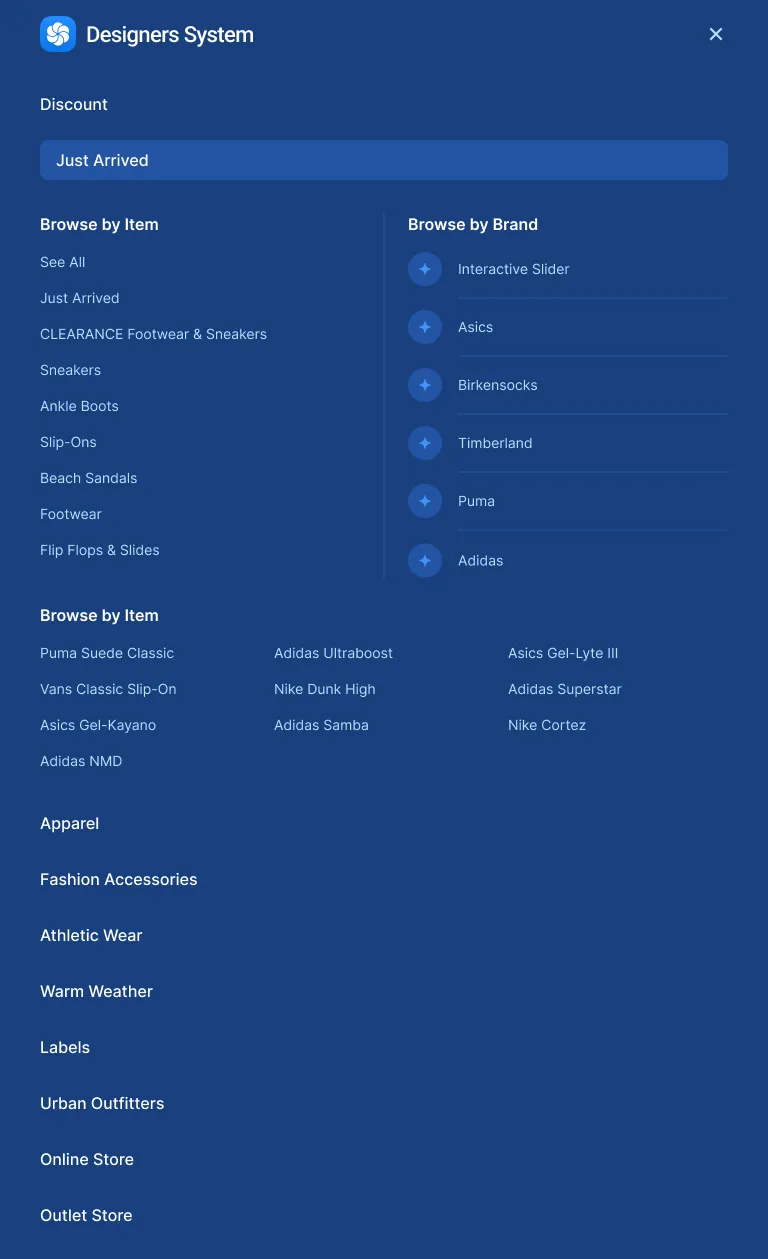 Designers System
Discount
Just Arrived
Browse by Item
See All
Just Arrived
CLEARANCE Footwear & Sneakers
Sneakers
Ankle Boots
Slip-Ons
Beach Sandals
Footwear
Flip Flops & Slides
Browse by Brand
Interactive Slider
Asics
Birkensocks
Timberland
Puma
Adidas
Browse by Item
Puma Suede Classic
Adidas Ultraboost
Asics Gel-Lyte III
Vans Classic Slip-On
Nike Dunk High
Adidas Superstar
Asics Gel-Kayano
Adidas Samba
Nike Cortez
Adidas NMD
Apparel
Fashion Accessories
Athletic Wear
Warm Weather
Labels
Urban Outfitters
Online Store
Outlet Store